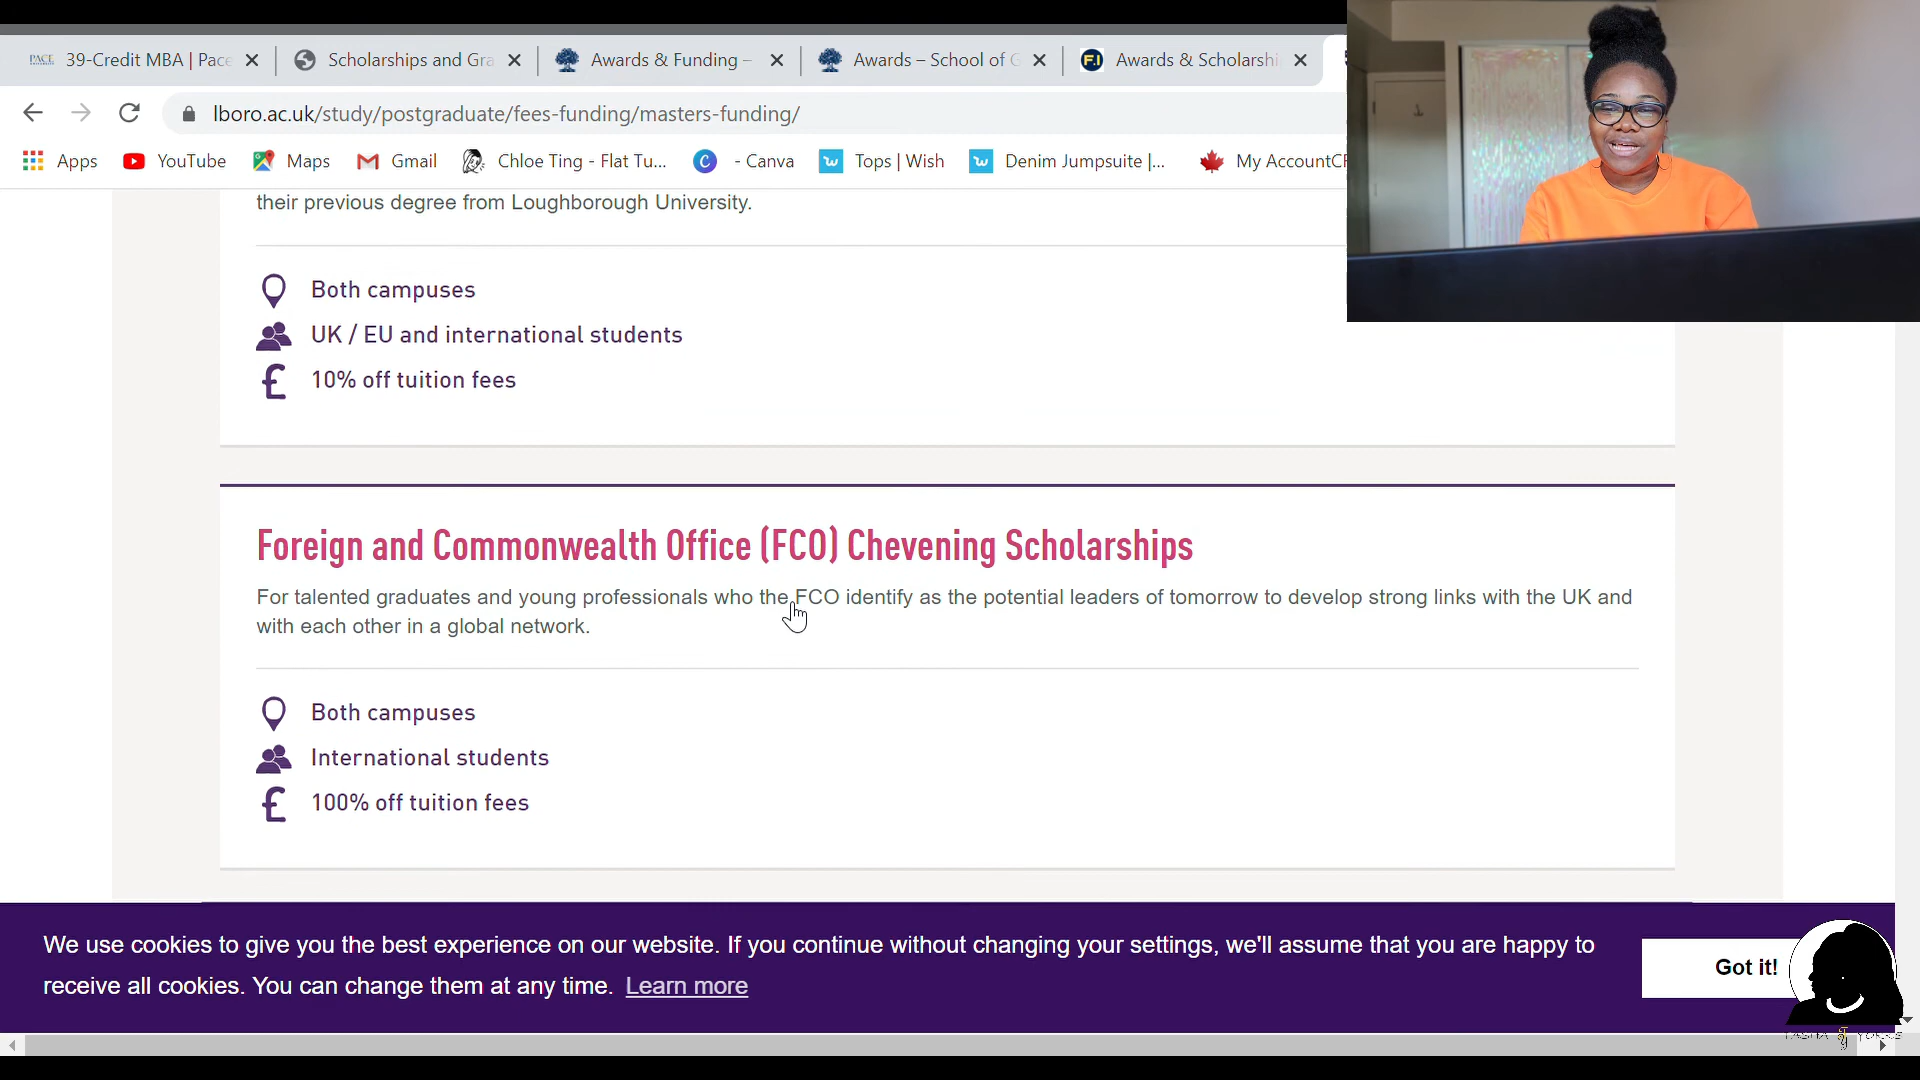 PACE
39-Credit MBA | Pace
Scholarships and Gra
Awards & Funding –
Awards – School of G
F.I
Awards & Scholarshi
lboro.ac.uk/study/postgraduate/fees-funding/masters-funding/
Apps
YouTube
Maps
Gmail
Chloe Ting - Flat Tu...
C
- Canva
w
Tops | Wish
w
Denim Jumpsuite |...
My AccountCF
their previous degree from Loughborough University.
Both campuses
UK / EU and international students
£ 10% off tuition fees
Foreign and Commonwealth Office (FCO) Chevening Scholarships
For talented graduates and young professionals who the FCO identify as the potential leaders of tomorrow to develop strong links with the UK and
with each other in a global network.
Both campuses
International students
£ 100% off tuition fees
We use cookies to give you the best experience on our website. If you continue without changing your settings, we'll assume that you are happy to
receive all cookies. You can change them at any time. Learn more
Got it!